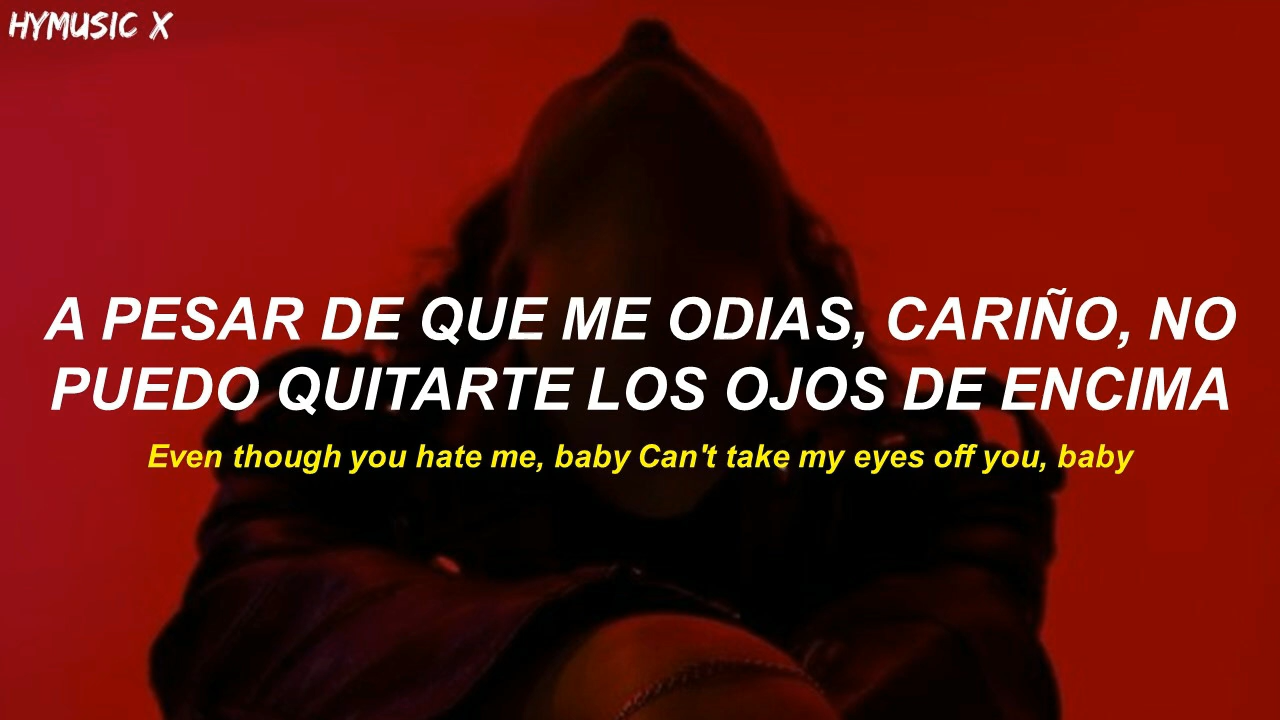 HYMUSIC X
A PESAR DE QUE ME ODIAS, CARIÑO, NO
PUEDO QUITARTE LOS OJOS DE ENCIMA
Even though you hate me, baby Can't take my eyes off you, baby